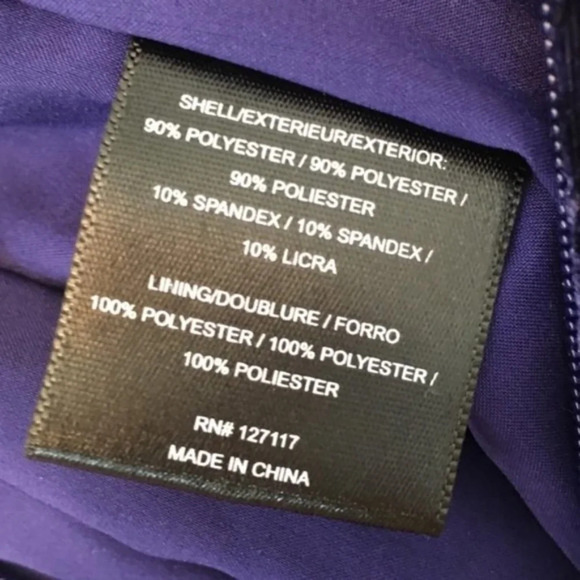 SHELL/EXTERIEUR/EXTERIOR:
90% POLYESTER / 90% POLYESTER /
90% POLIESTER
10% SPANDEX / 10% SPANDEX /
10% LICRA
LINING/DOUBLURE / FORRO
100% POLYESTER / 100% POLYESTER /
100% POLIESTER
RN# 127117
MADE IN CHINA